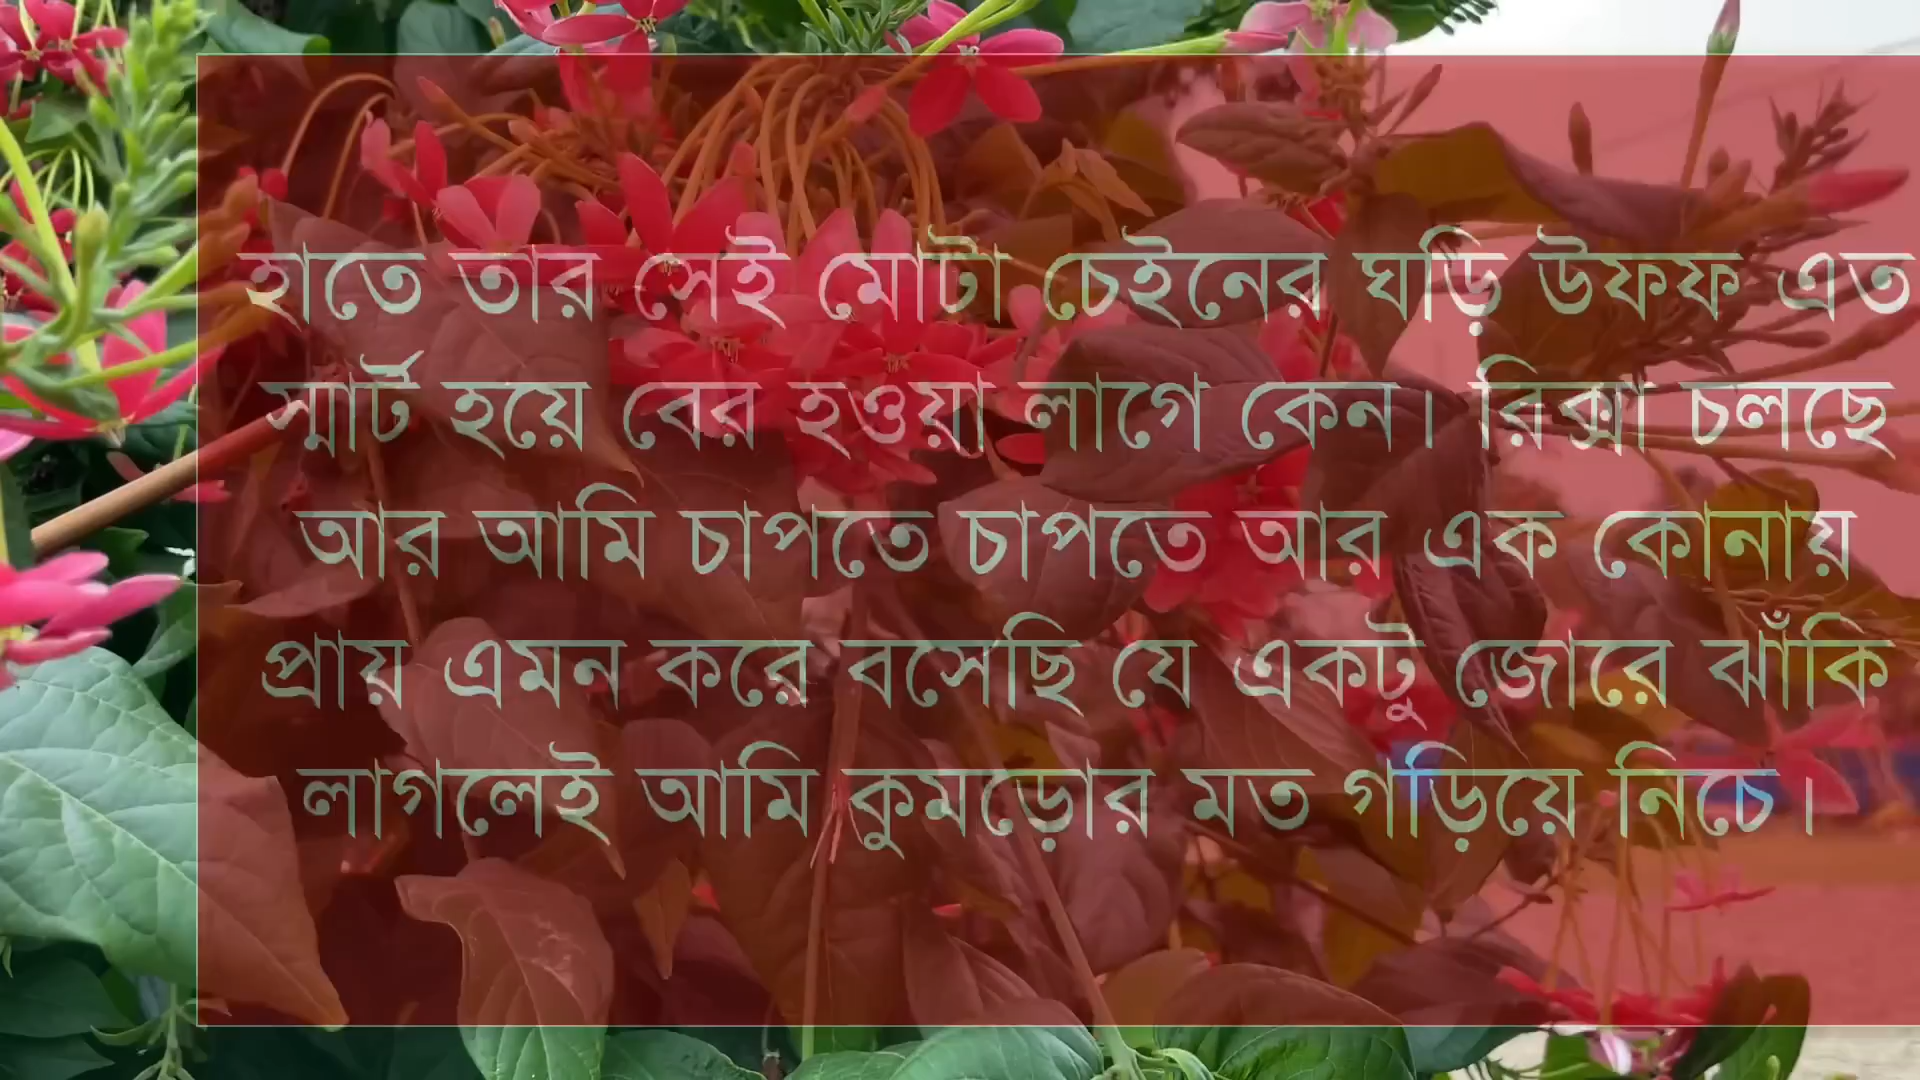 হাতে তার সেই মোটা চেইনের ঘড়ি উফফ এত
স্মার্ট হয়ে বের হওয়া লাগে কেন। রিক্সা চলছে
আর আমি চাপতে চাপতে আর এক কোনায়
প্রায় এমন করে বসেছি যে একটু জোরে ঝাঁকি
লাগলেই আমি কুমড়োর মত গড়িয়ে নিচে।